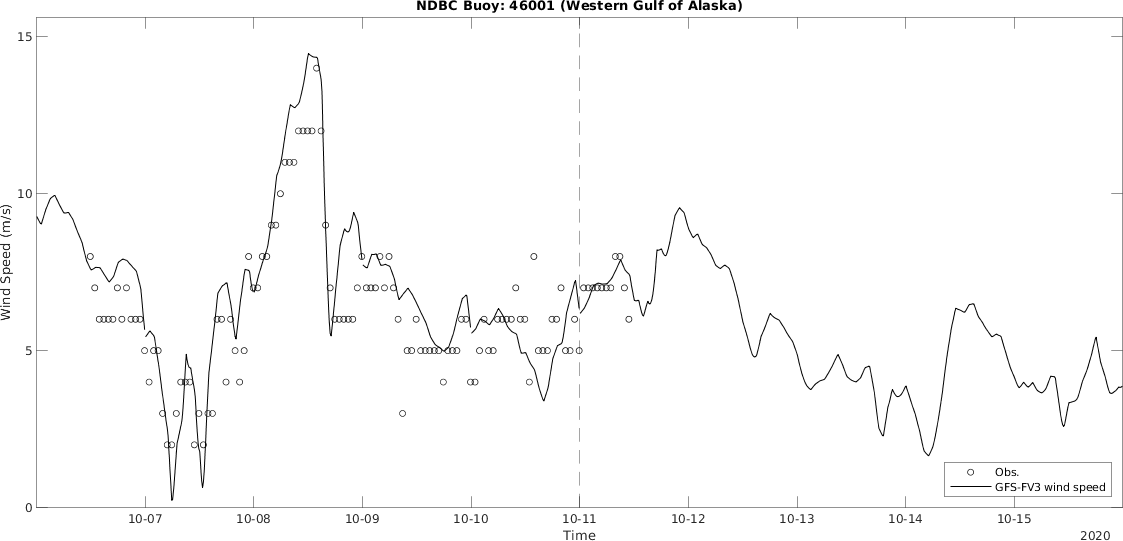 NDBC Buoy: 46001 (Western Gulf of Alaska)
15
10
5
0
Wind Speed (m/s)
10-07 10-08 10-09 10-10 10-11 10-12 10-13 10-14 10-15
Time
2020
Obs.
GFS-FV3 wind speed